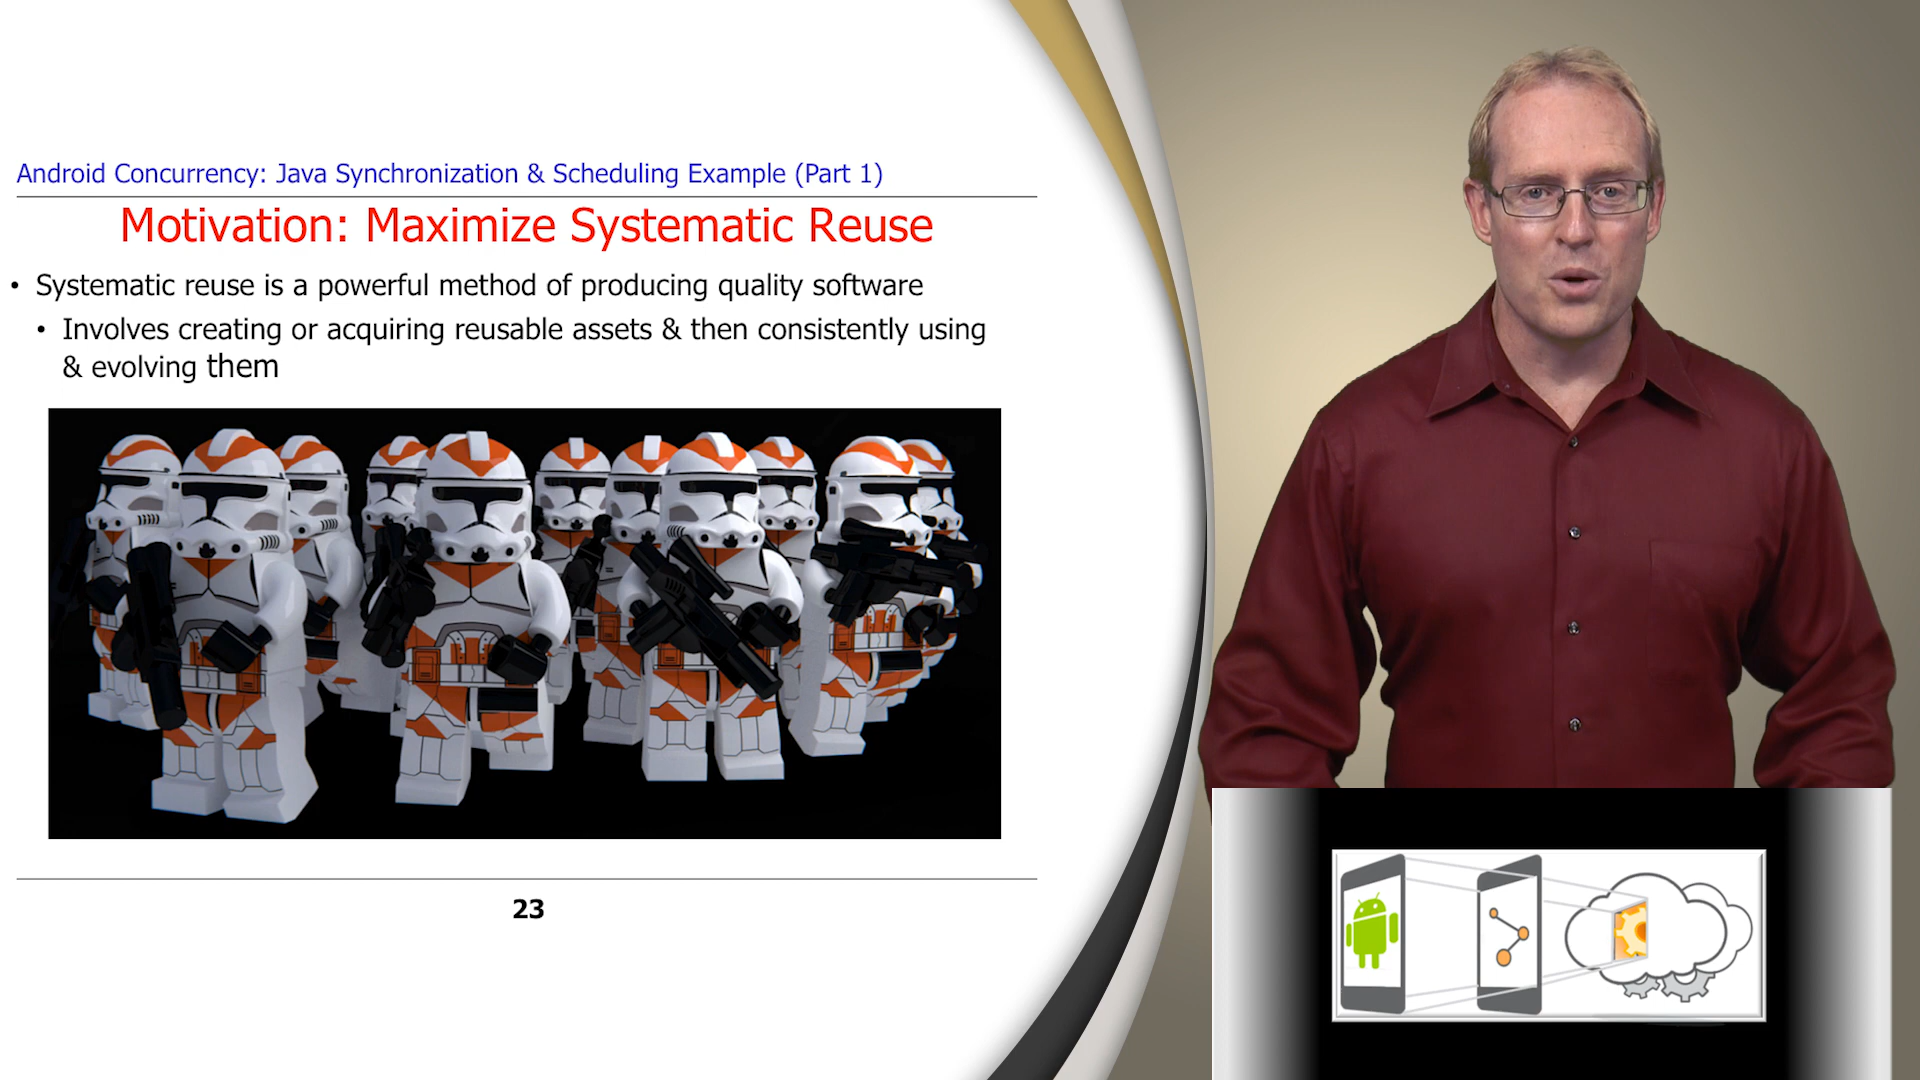 Android Concurrency: Java Synchronization & Scheduling Example (Part 1)
Motivation: Maximize Systematic Reuse
• Systematic reuse is a powerful method of producing quality software
• Involves creating or acquiring reusable assets & then consistently using
& evolving them
23